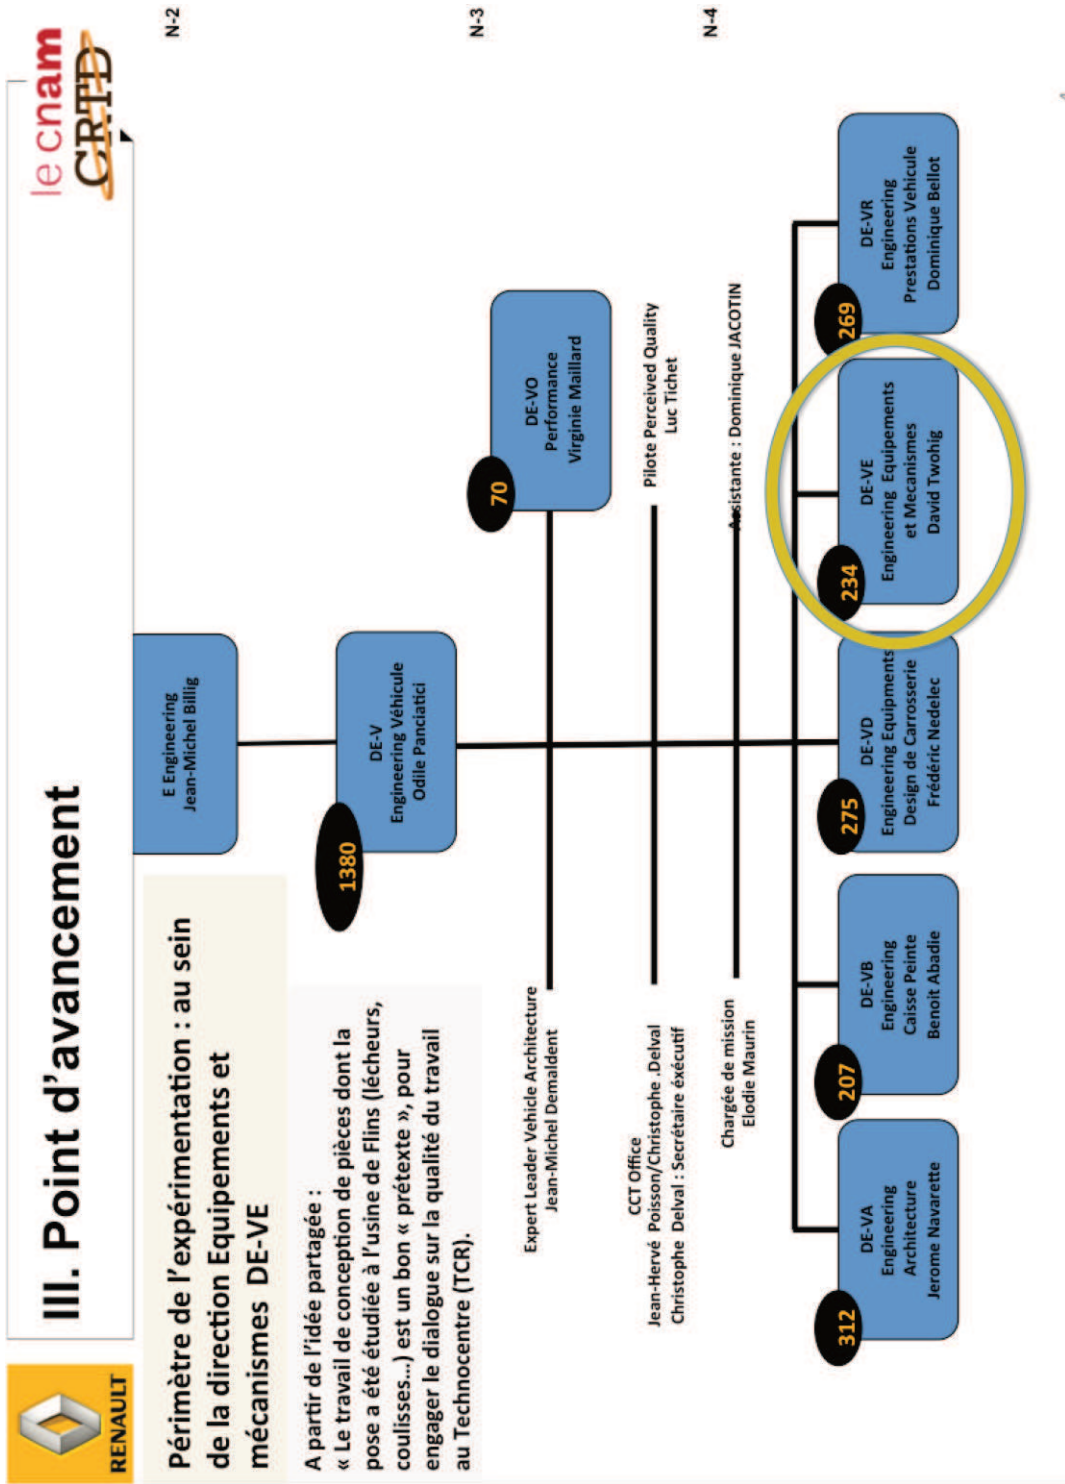 RENAULT
III. Point d'avancement
le cnam
CRTD
Périmètre de l'expérimentation : au sein
de la direction Equipements et
mécanismes DE-VE
A partir de l'idée partagée :
« Le travail de conception de pièces dont la
pose a été étudiée à l'usine de Flins (lécheurs,
coulisses…) est un bon « prétexte », pour
engager le dialogue sur la qualité du travail
au Technocentre (TCR).
E Engineering
Jean-Michel Billig
N-2
1380
DE-V
Engineering Véhicule
Odile Panciatici
N-3
70
DE-VO
Performance
Virginie Maillard
Expert Leader Vehicle Architecture
Jean-Michel Demaldent
CCT Office
Jean-Hervé Poisson/Christophe .Delval
Christophe Delval : Secrétaire éxécutif
Pilote Perceived Quality
Luc Tichet
Chargée de mission
Elodie Maurin
Assistante : Dominique JACOTIN
N-4
312
DE-VA
Engineering
Architecture
Jerome Navarette
207
DE-VB
Engineering
Caisse Peinte
Benoit Abadie
275
DE-VD
Engineering Equipments
Design de Carrosserie
Frédéric Nedelec
234
DE-VE
Engineering Equipements
et Mecanismes
David Twohig
269
DE-VR
Engineering
Prestations Vehicule
Dominique Bellot